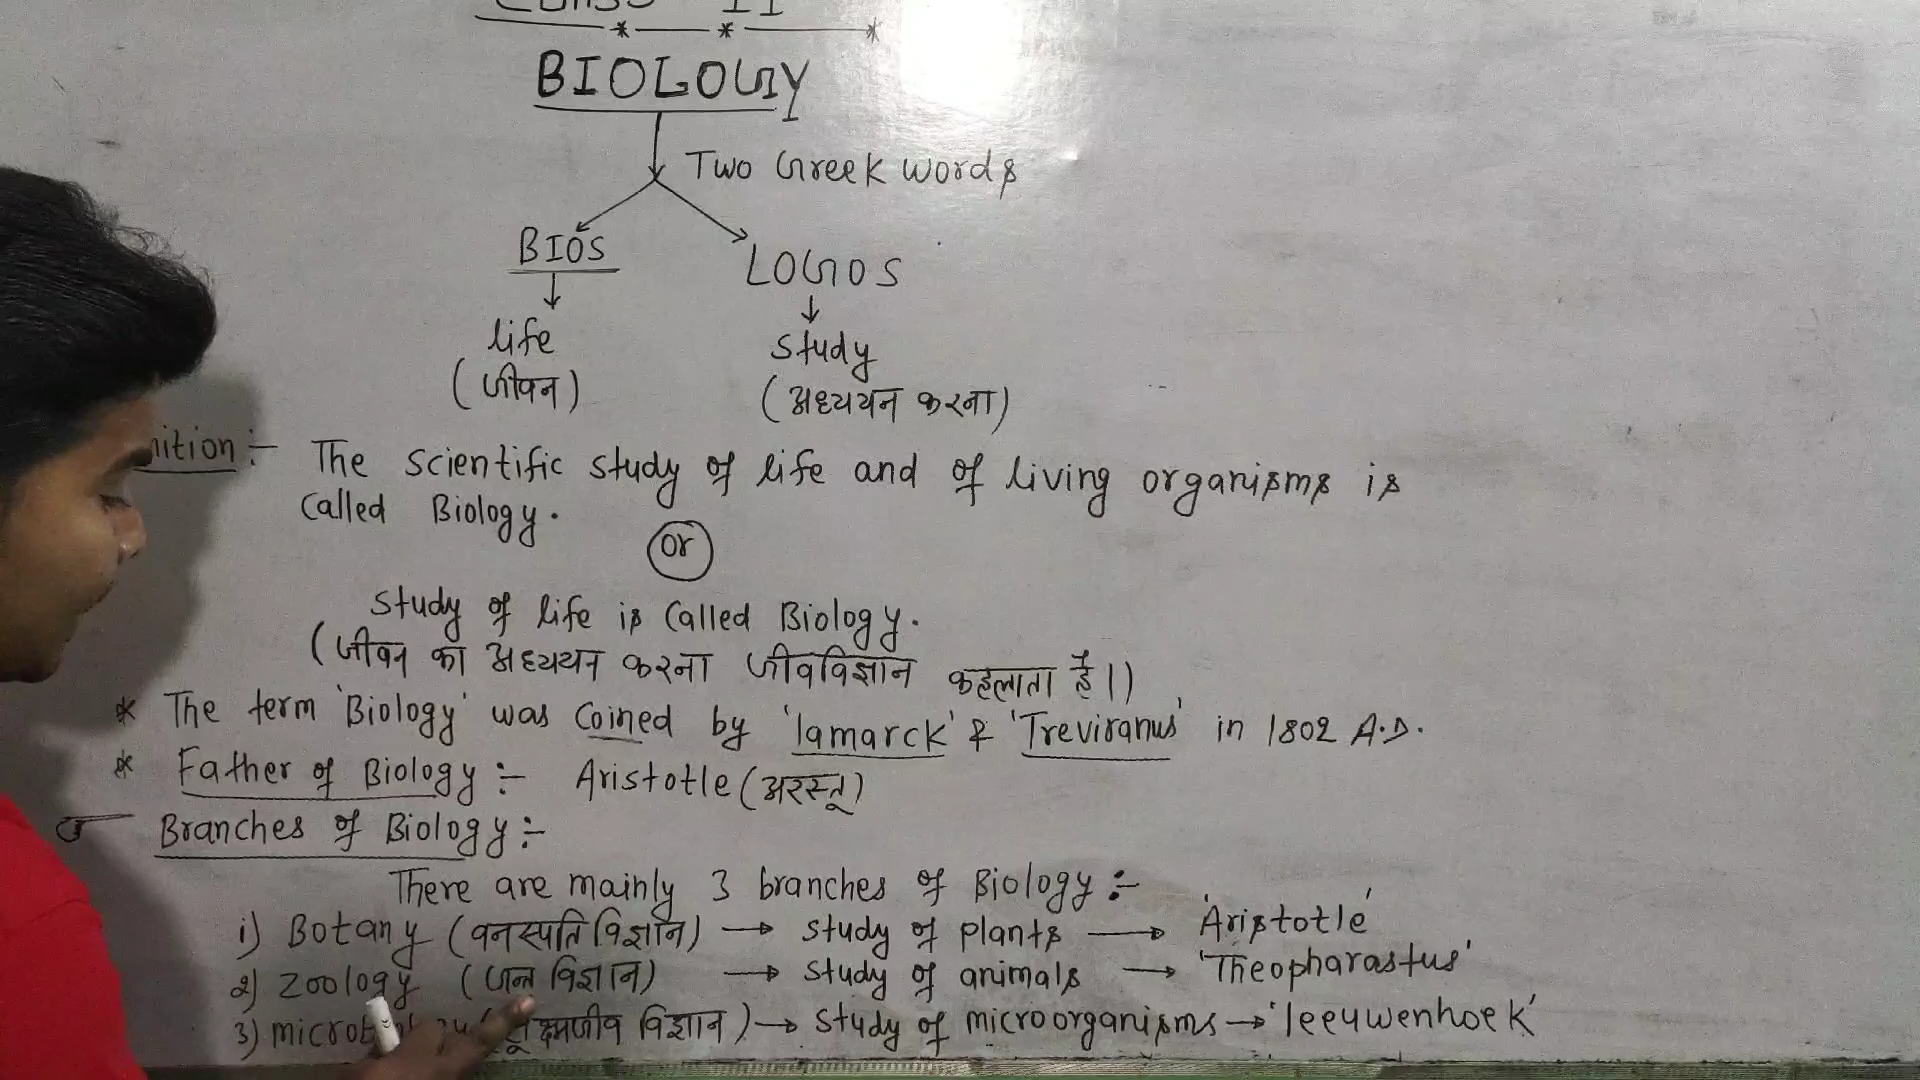 Class 11
BIOLOGY
Two Greek words
BIOS
LOGOS
life
study
(जीवन)
(अध्ययन करना)
nition :- The scientific study of life and of living organisms is
Called Biology.
or
study of life is Called Biology.
(जीवन का अध्ययन करना जीवविज्ञान कहलाता है।)
* The term 'Biology' was Coined by 'lamarck' & 'Treviranus' in 1802 A.D.
* Father of Biology :- Aristotle (अरस्तू)
Branches of Biology :-
There are mainly 3 branches of Biology :-
i) Botany (वनस्पति विज्ञान) → study of plants → 'Aristotle'
2) Zoology (जन्त विज्ञान) → study of animals → 'Theopharastus'
3) (सूक्ष्मजीव विज्ञान) → study of microorganisms → 'leeuwenhoek'